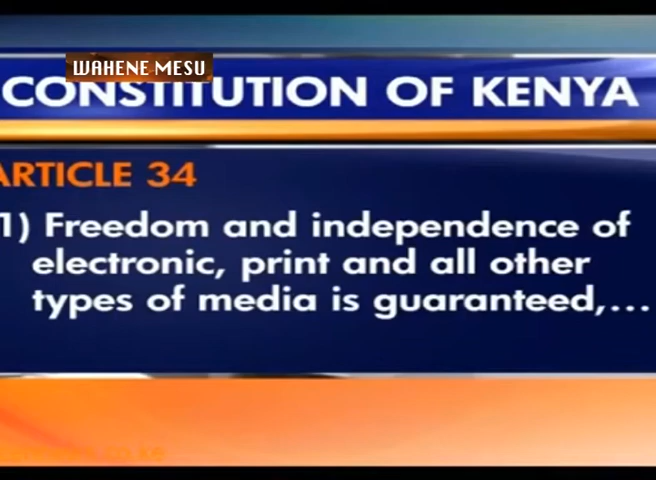 WAHENE MESU
CONSTITUTION OF KENYA
ARTICLE 34
1) Freedom and independence of
electronic, print and all other
types of media is guaranteed,...